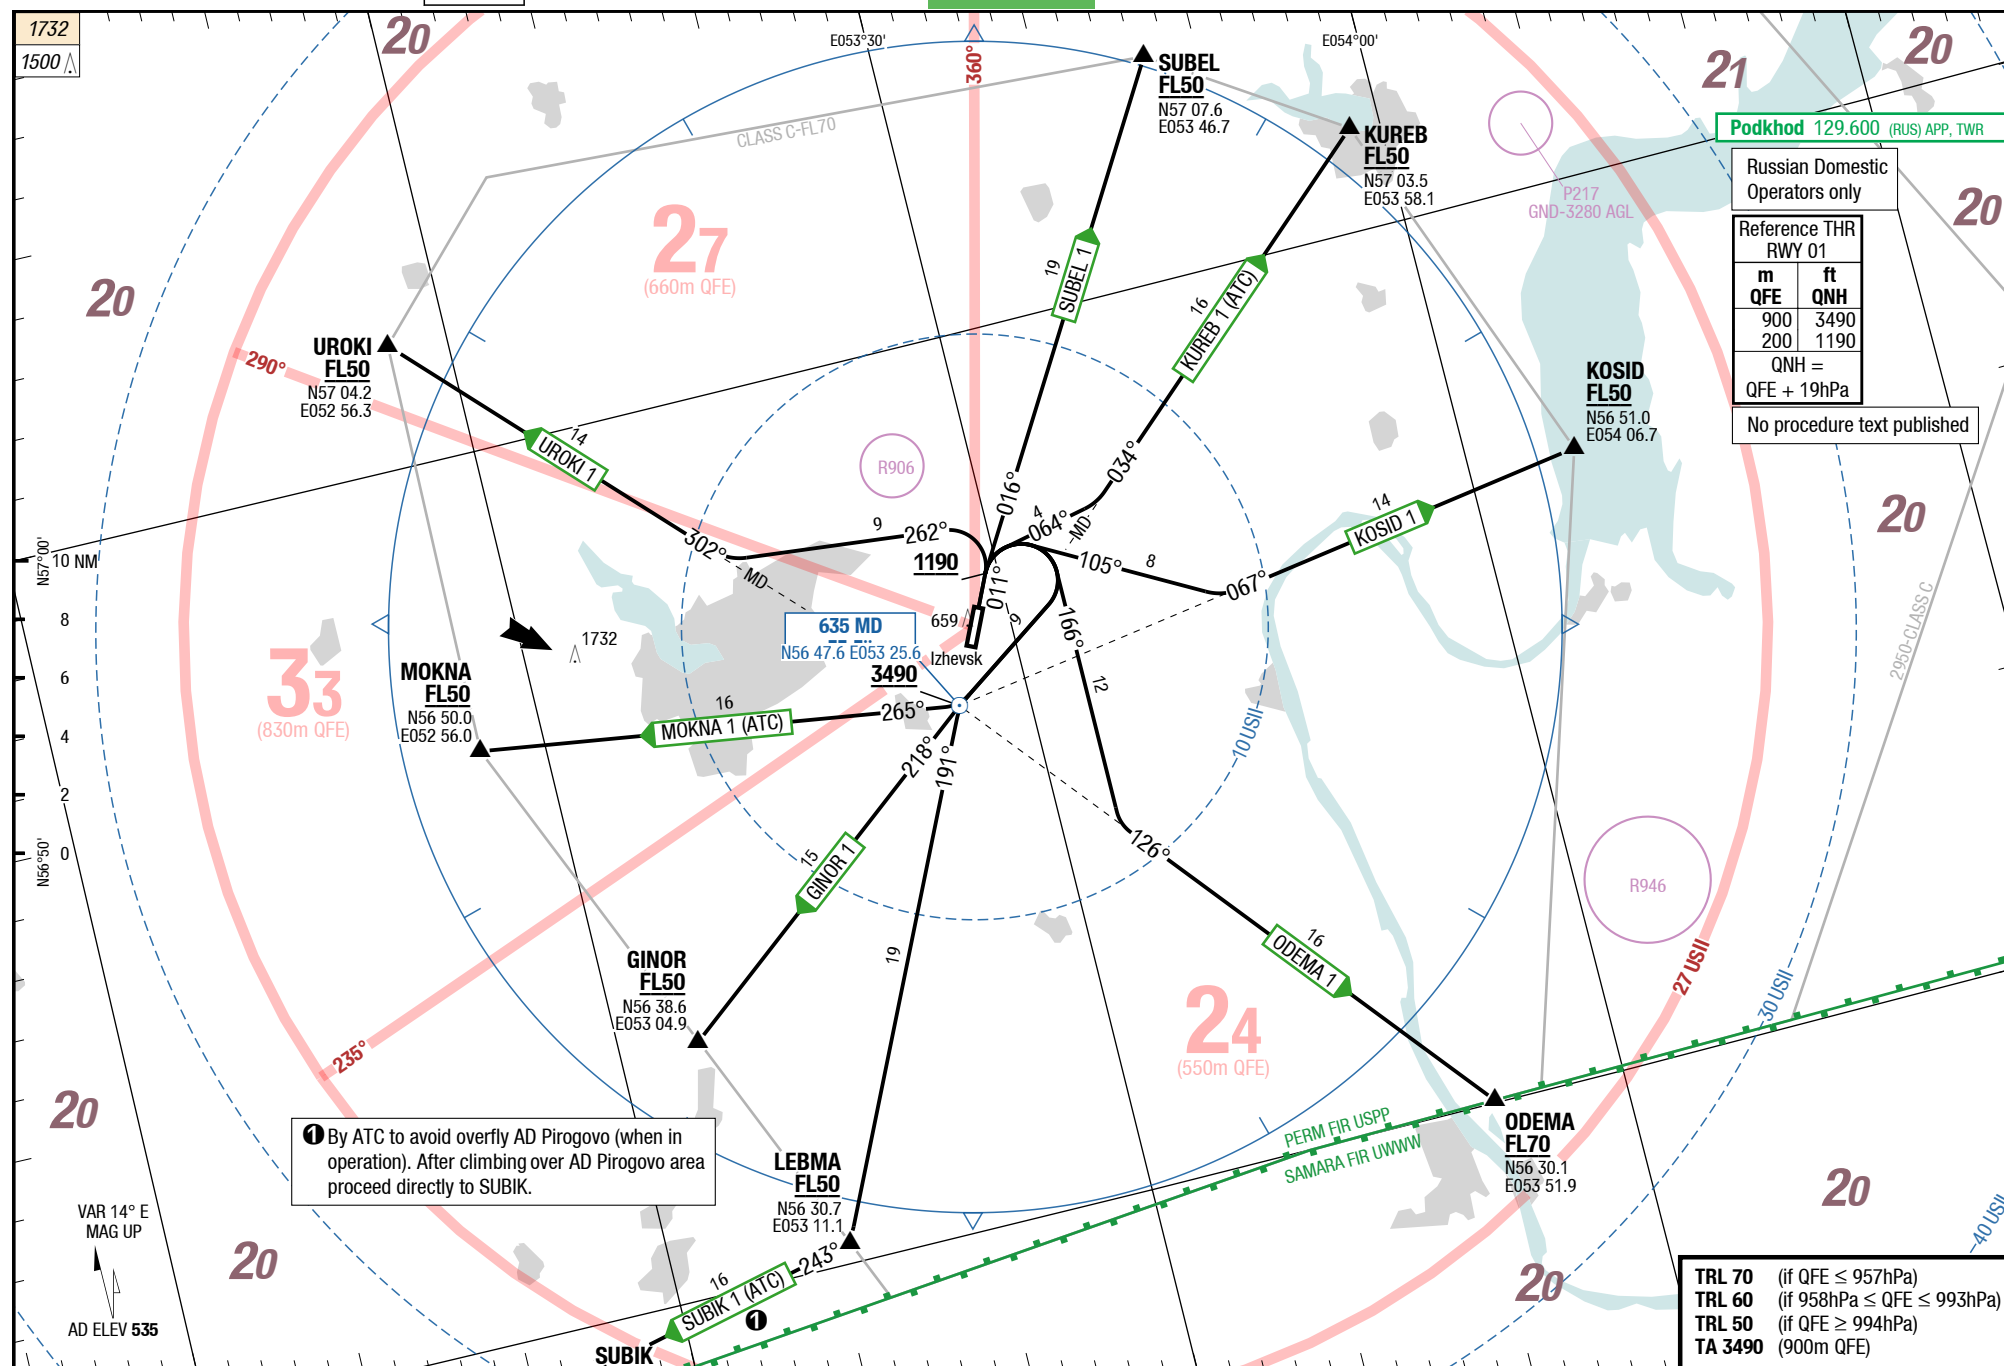 1732
1500
20
E053°30'
360°
E054°00'
20
21
SUBEL
FL50
N57 07.6
E053 46.7
CLASS C-FL70
KUREB
FL50
N57 03.5
E053 58.1
P217
GND-3280 AGL
Podkhod 129.600 (RUS) APP, TWR
Russian Domestic
Operators only
20
Reference THR
RWY 01
m ft
QFE QNH
900 3490
200 1190
QNH =
QFE + 19hPa
No procedure text published
27
(660m QFE)
20
19
SUBEL 1
16
KUREB 1 (ATC)
UROKI
FL50
N57 04.2
E052 56.3
290°
KOSID
FL50
N56 51.0
E054 06.7
14
UROKI 1
R906
016°
034°
4
064°
MD
14
KOSID 1
20
302°
MD
9
262°
1190
105°
8
067°
N57°00'
10 NM
8
6
4
2
0
N56°50'
011°
9
166°
12
659
Izhevsk
635 MD
N56 47.6 E053 25.6
3490
1732
33
(830m QFE)
MOKNA
FL50
N56 50.0
E052 56.0
16
MOKNA 1 (ATC)
265°
218°
191°
10 USII
2950-CLASS C
126°
15
GINOR 1
R946
19
16
ODEMA 1
GINOR
FL50
N56 38.6
E053 04.9
27 USII
30 USII
24
(550m QFE)
235°
20
1 By ATC to avoid overfly AD Pirogovo (when in
operation). After climbing over AD Pirogovo area
proceed directly to SUBIK.
PERM FIR USPP
SAMARA FIR UWWW
ODEMA
FL70
N56 30.1
E053 51.9
20
LEBMA
FL50
N56 30.7
E053 11.1
40 USII
VAR 14° E
MAG UP
20
243°
16
SUBIK 1 (ATC)
1
20
AD ELEV 535
SUBIK
TRL 70 (if QFE ≤ 957hPa)
TRL 60 (if 958hPa ≤ QFE ≤ 993hPa)
TRL 50 (if QFE ≥ 994hPa)
TA 3490 (900m QFE)